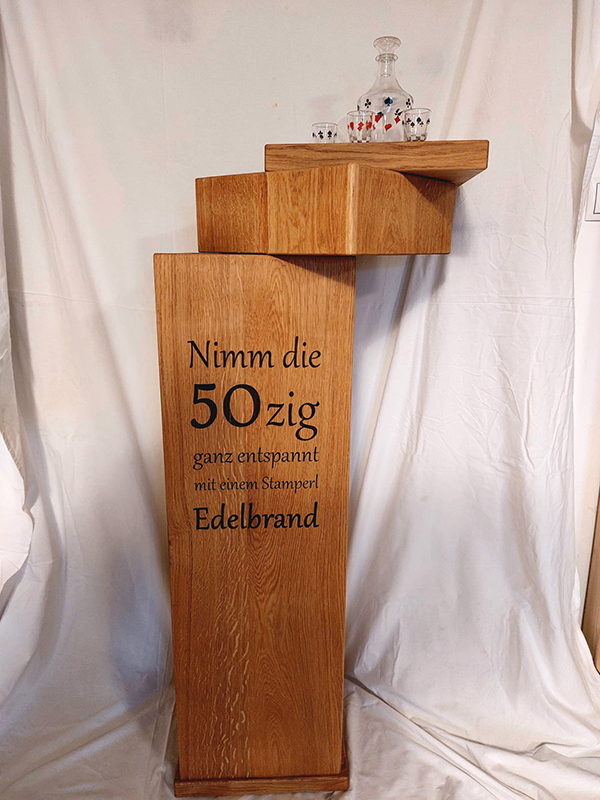 Nimm die
50zig
ganz entspannt
mit einem Stamperl
Edelbrand